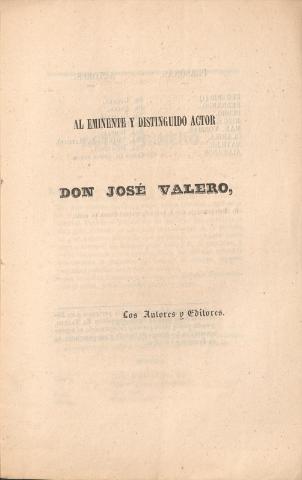 AL EMINENTE Y DISTINGUIDO ACTOR
DON JOSÉ VALERO,
Los Autores y Editores.